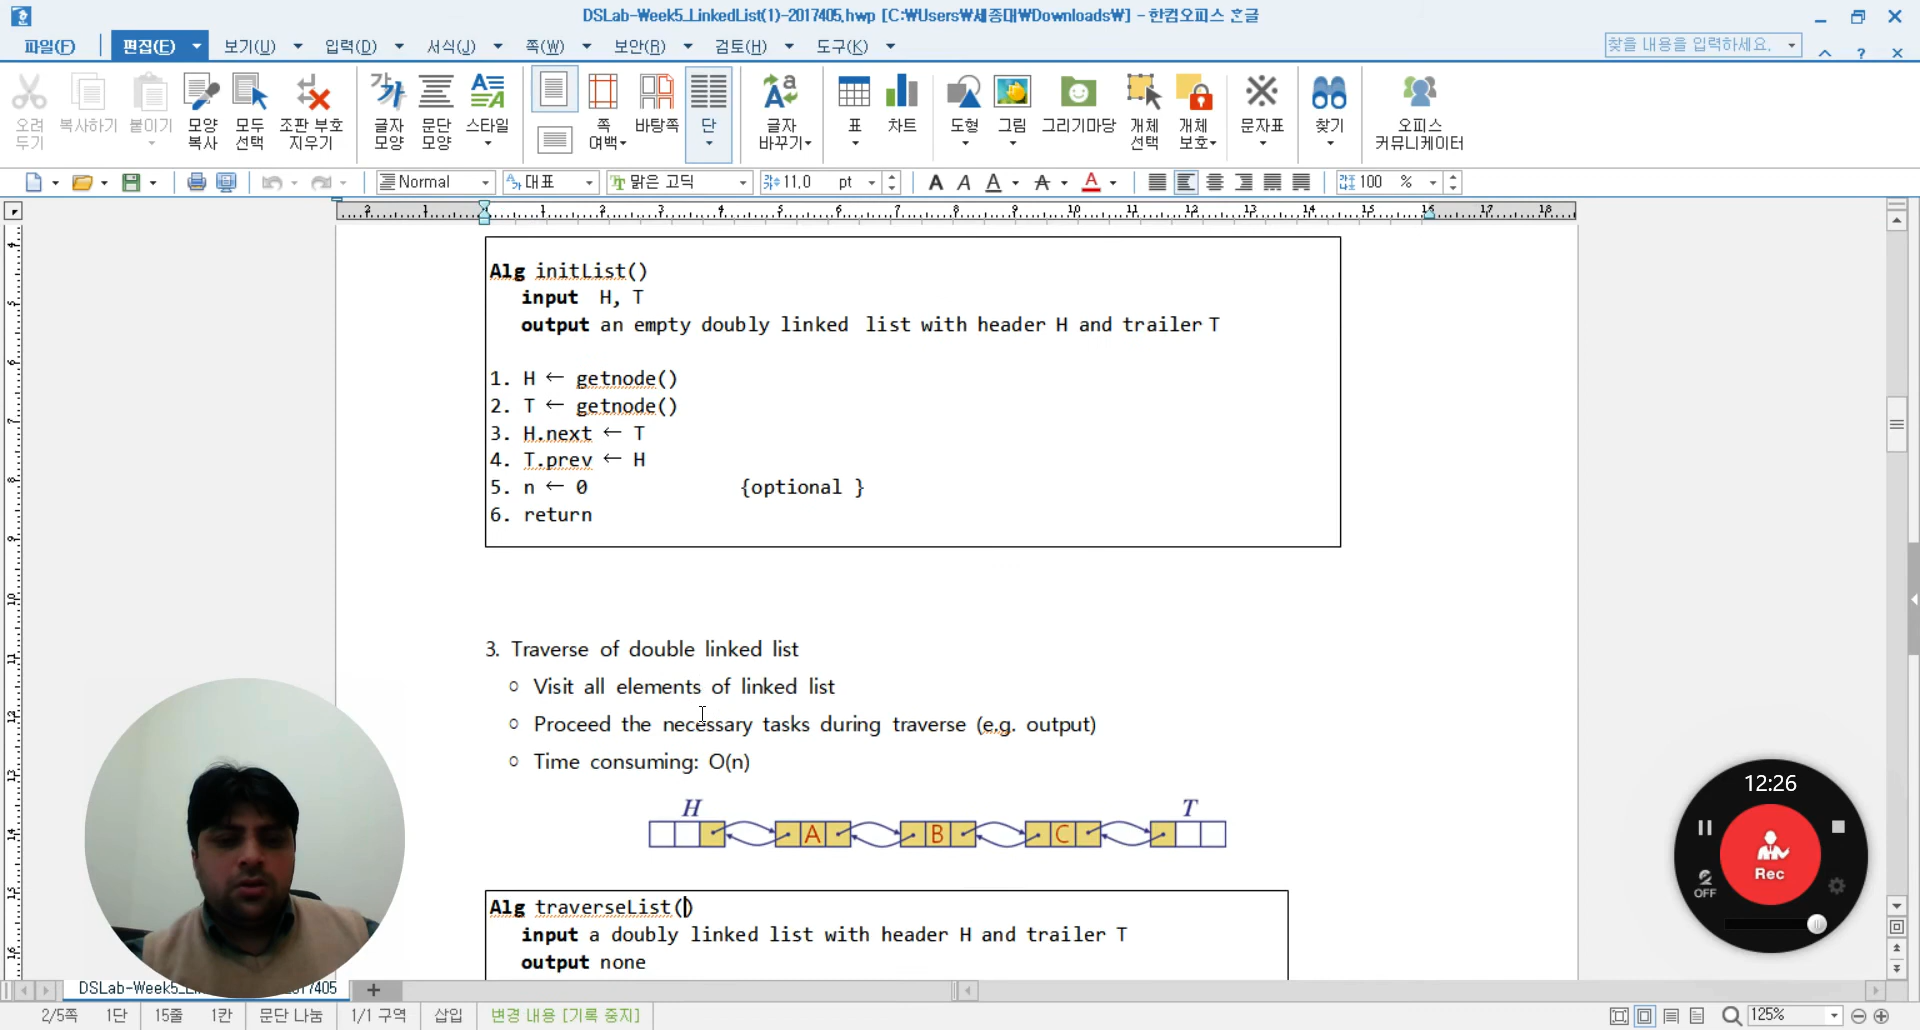 DSLab-Week5_LinkedList(1)-2017405.hwp [C:₩Users₩세종대₩Downloads₩] - 한컴오피스 한글
파일(F) 편집(E) 보기(U) 입력(D) 서식(J) 쪽(W) 보안(R) 검토(H) 도구(K) 찾을 내용을 입력하세요. ?
오려 두기
복사하기
붙이기
모양 복사
모두 선택
조판 부호 지우기
글자 모양
문단 모양
스타일
쪽 여백
바탕쪽
단
글자 바꾸기
표
차트
도형
그림
그리기마당
개체 선택
개체 보호
문자표
찾기
오피스 커뮤니케이터
Normal 대표 맑은 고딕 11.0 pt 100 %
Alg initList()
input H, T
output an empty doubly linked list with header H and trailer T
1. H ← getnode()
2. T ← getnode()
3. H.next ← T
4. T.prev ← H
5. n ← 0 {optional }
6. return
3. Traverse of double linked list
○ Visit all elements of linked list
○ Proceed the necessary tasks during traverse (e.g. output)
○ Time consuming: O(n)
H T
A B C
Alg traverseList()
input a doubly linked list with header H and trailer T
output none
12:26
Rec
OFF
2/5쪽 1단 15줄 1칸 문단 나눔 1/1 구역 삽입 변경 내용 [기록 중지] 125%